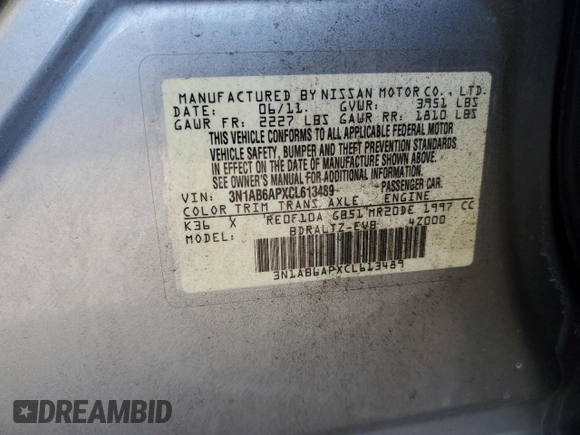 MANUFACTURED BY NISSAN MOTOR CO., LTD.
DATE: 06/11 GVWR: 3951 LBS
GAWR FR: 2227 LBS GAWR RR: 1810 LBS
THIS VEHICLE CONFORMS TO ALL APPLICABLE FEDERAL MOTOR
VEHICLE SAFETY, BUMPER AND THEFT PREVENTION STANDARDS
IN EFFECT ON THE DATE OF MANUFACTURE SHOWN ABOVE.
SEE OWNER'S MANUAL FOR ADDITIONAL INFORMATION.
VIN: 3N1AB6APXCL613489 PASSENGER CAR.
COLOR TRIM TRANS. AXLE ENGINE
K36 X RE0F10A GB51 MR20DE 1997 CC
MODEL: BDRALTZ-EVB 4Z000
3N1AB6APXCL613489
DREAMBID